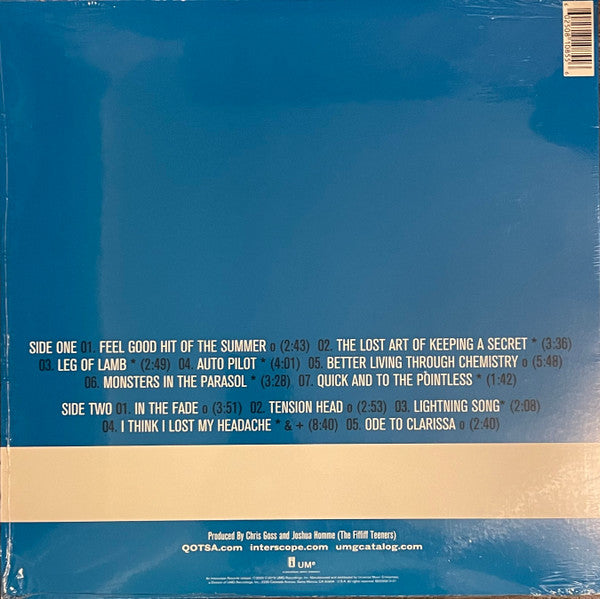 SIDE ONE 01. FEEL GOOD HIT OF THE SUMMER o (2:43) 02. THE LOST ART OF KEEPING A SECRET * (3:36)
03. LEG OF LAMB * (2:49) 04. AUTO PILOT * (4:01) 05. BETTER LIVING THROUGH CHEMISTRY o (5:48)
06. MONSTERS IN THE PARASOL * (3:28) 07. QUICK AND TO THE POINTLESS * (1:42)
SIDE TWO 01. IN THE FADE o (3:51) 02. TENSION HEAD o (2:53) 03. LIGHTNING SONG* (2:08)
04. I THINK I LOST MY HEADACHE * & + (8:40) 05. ODE TO CLARISSA o (2:40)
Produced By Chris Goss and Joshua Homme (The Fififf Teeners)
QOTSA.com interscope.com umgcatalog.com
UMe